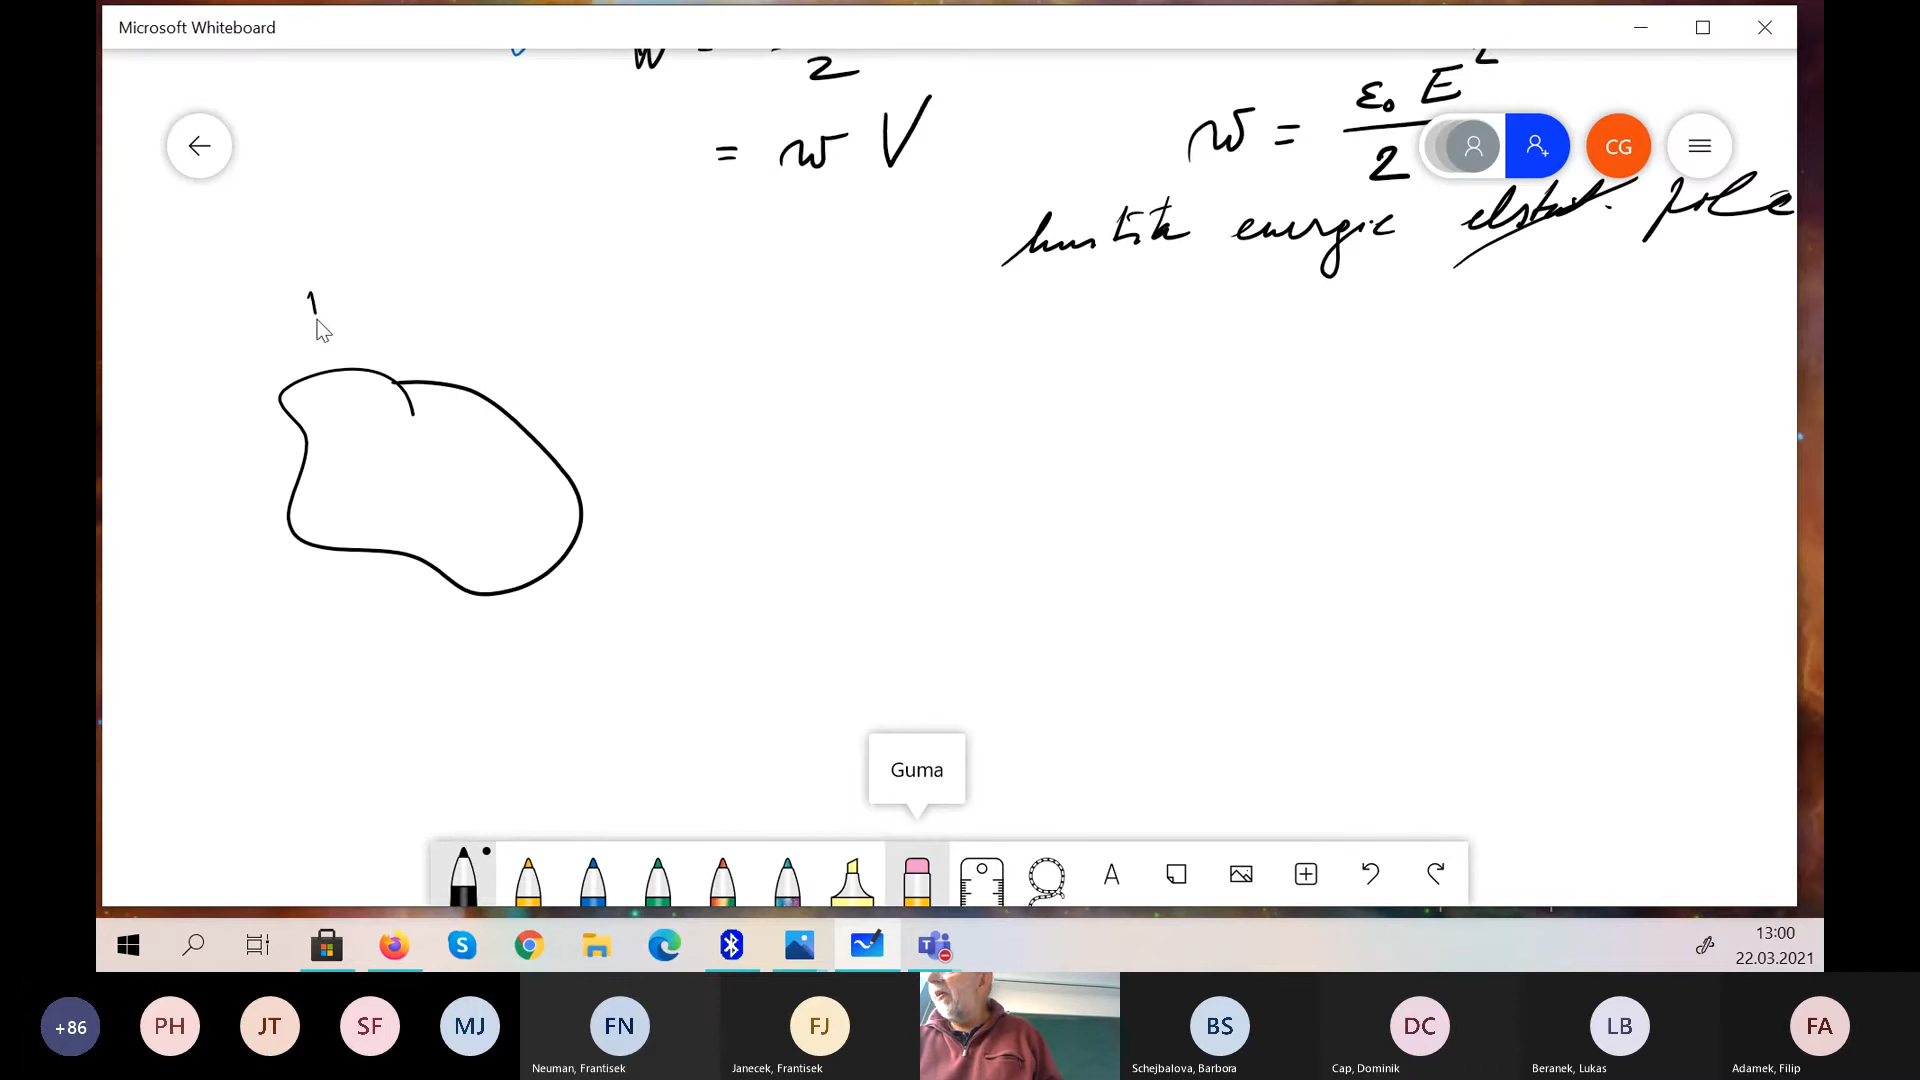 Microsoft Whiteboard
W =
2
= w V
w = ε₀ E²
2
hustota energie elstat. pole
CG
1
Guma
A
13:00
22.03.2021
+86
PH
JT
SF
MJ
FN
Neuman, Frantisek
FJ
Janecek, Frantisek
BS
Schejbalova, Barbora
DC
Cap, Dominik
LB
Beranek, Lukas
FA
Adamek, Filip